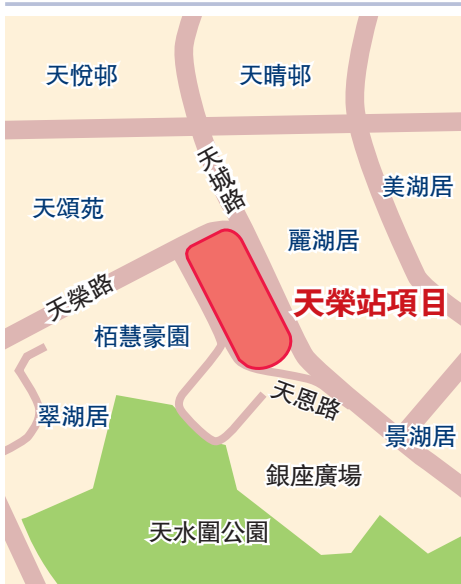 天悅邨
天晴邨
天城路
美湖居
天頌苑
麗湖居
天榮路
天榮站項目
栢慧豪園
天恩路
翠湖居
景湖居
銀座廣場
天水圍公園